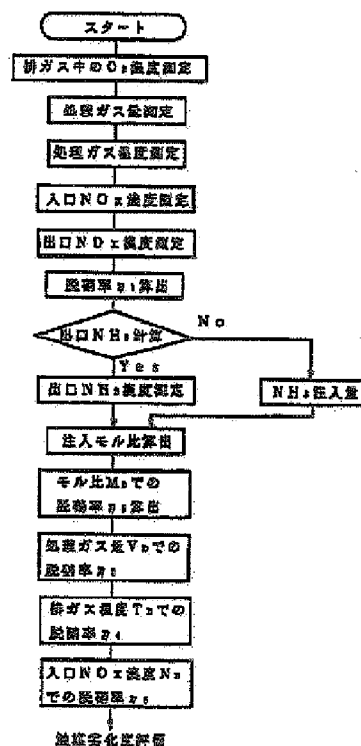 スタート
排ガス中のO₂濃度測定
処理ガス量測定
処理ガス温度測定
入口NOx濃度測定
出口NOx濃度測定
脱硝率η₁算出
出口NH₃計算
No
Yes
出口NH₃濃度測定
NH₃注入量
注入モル比算出
モル比M₀での
脱硝率η₂算出
処理ガス量V₀での
脱硝率η₃
排ガス温度T₀での
脱硝率η₄
入口NOx濃度N₀
での脱硝率η₅
触媒劣化度評価